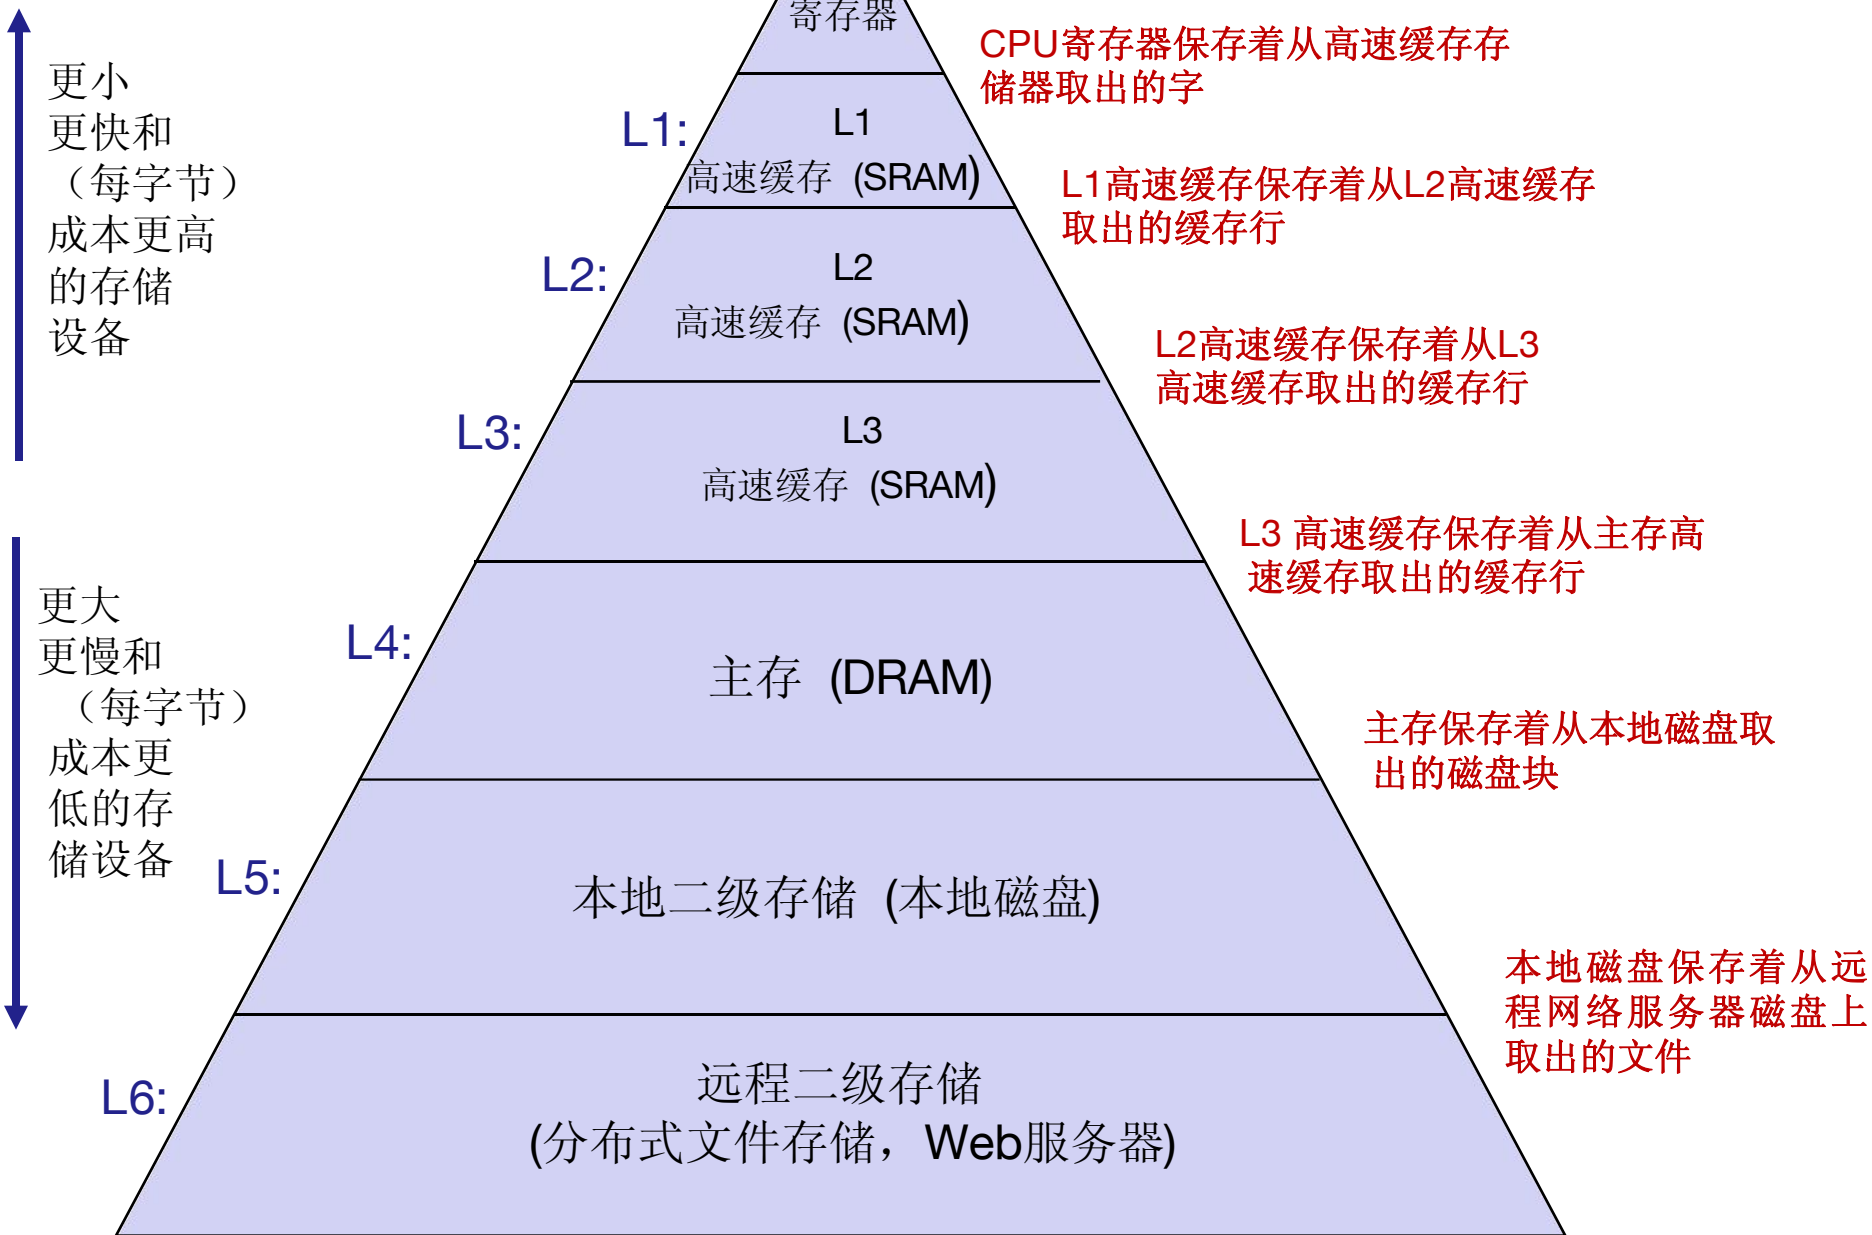 更小
更快和
（每字节）
成本更高
的存储
设备
更大
更慢和
（每字节）
成本更
低的存
储设备
寄存器
CPU寄存器保存着从高速缓存存
储器取出的字
L1:
L1
高速缓存 (SRAM)
L1高速缓存保存着从L2高速缓存
取出的缓存行
L2:
L2
高速缓存 (SRAM)
L2高速缓存保存着从L3
高速缓存取出的缓存行
L3:
L3
高速缓存 (SRAM)
L3 高速缓存保存着从主存高
速缓存取出的缓存行
L4:
主存 (DRAM)
主存保存着从本地磁盘取
出的磁盘块
L5:
本地二级存储 (本地磁盘)
本地磁盘保存着从远
程网络服务器磁盘上
取出的文件
L6:
远程二级存储
(分布式文件存储，Web服务器)